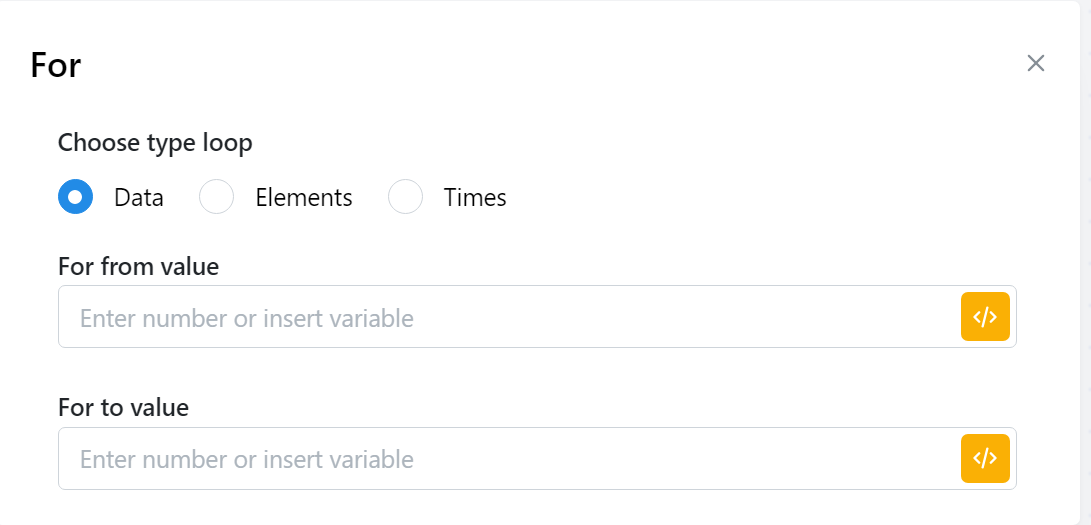 For
Choose type loop
Data Elements Times
For from value
Enter number or insert variable </>
For to value
Enter number or insert variable </>